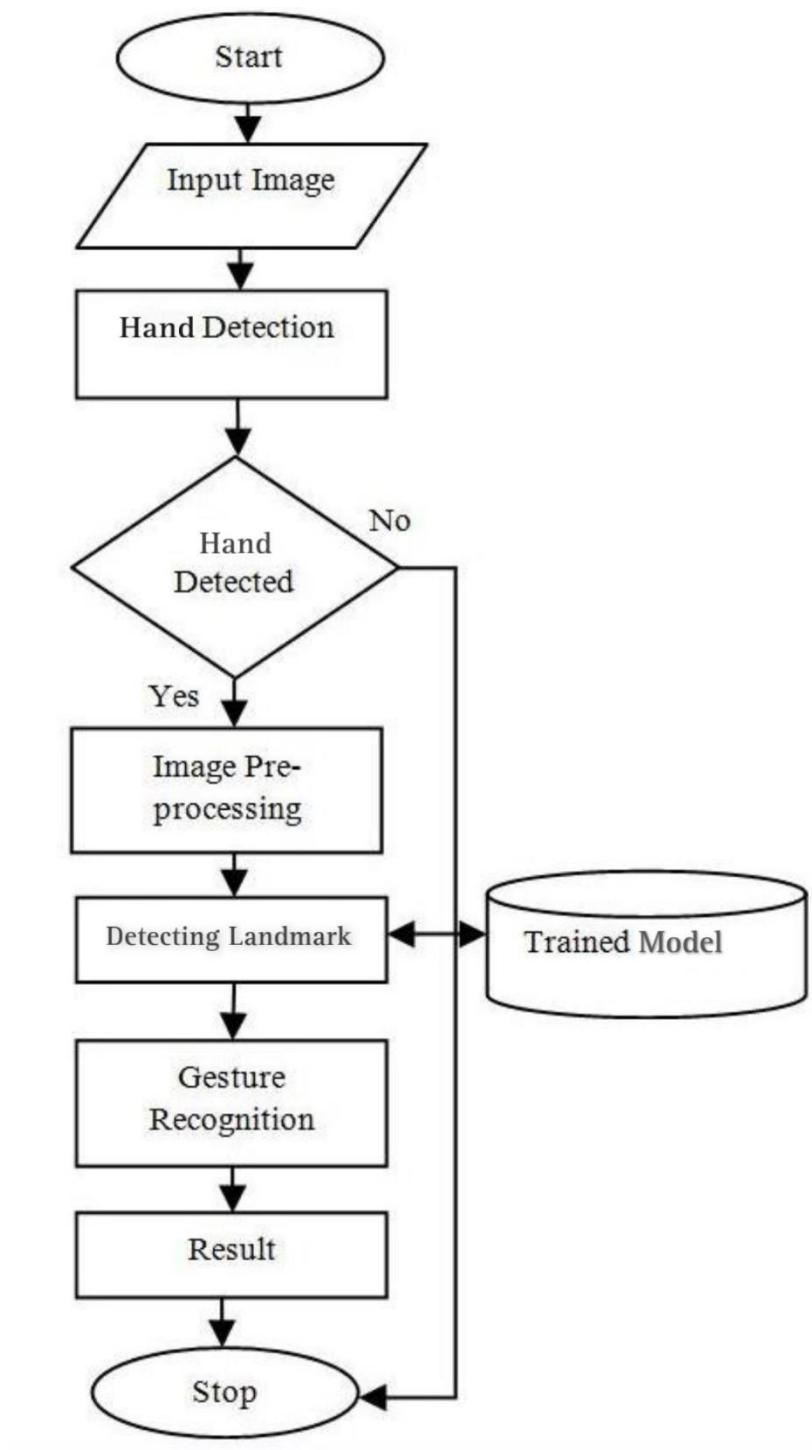 Start
Input Image
Hand Detection
Hand
Detected
No
Yes
Image Pre-
processing
Detecting Landmark
Trained Model
Gesture
Recognition
Result
Stop